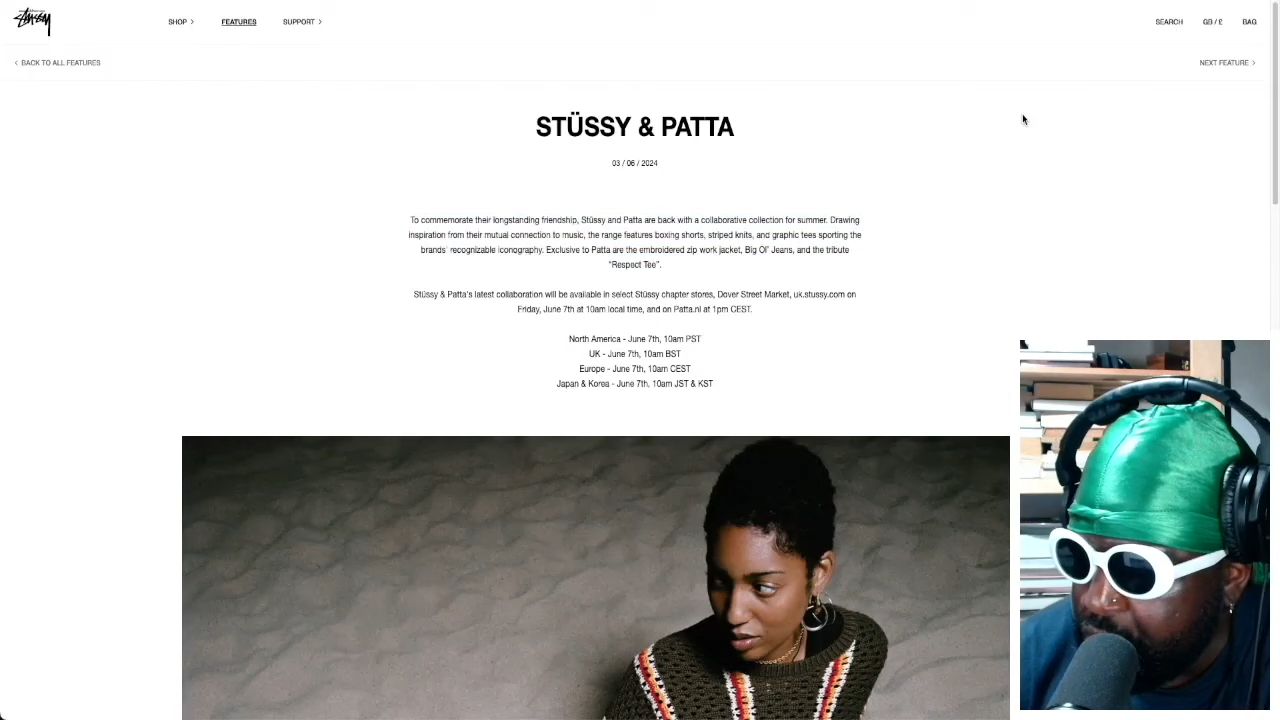 Stüssy
SHOP >
FEATURES
SUPPORT >
SEARCH
GB / £
BAG
< BACK TO ALL FEATURES
NEXT FEATURE >
STÜSSY & PATTA
03 / 06 / 2024
To commemorate their longstanding friendship, Stüssy and Patta are back with a collaborative collection for summer. Drawing
inspiration from their mutual connection to music, the range features boxing shorts, striped knits, and graphic tees sporting the
brands' recognizable iconography. Exclusive to Patta are the embroidered zip work jacket, Big Ol' Jeans, and the tribute
“Respect Tee”.
Stüssy & Patta's latest collaboration will be available in select Stüssy chapter stores, Dover Street Market, uk.stussy.com on
Friday, June 7th at 10am local time, and on Patta.nl at 1pm CEST.
North America - June 7th, 10am PST
UK - June 7th, 10am BST
Europe - June 7th, 10am CEST
Japan & Korea - June 7th, 10am JST & KST